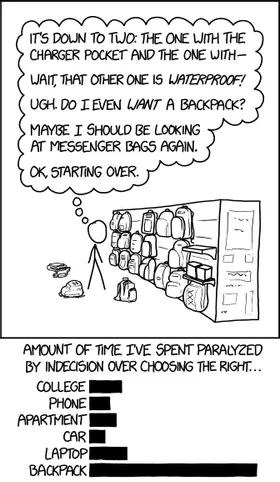 IT'S DOWN TO TWO: THE ONE WITH THE
CHARGER POCKET AND THE ONE WITH—
WAIT, THAT OTHER ONE IS WATERPROOF!
UGH. DO I EVEN WANT A BACKPACK?
MAYBE I SHOULD BE LOOKING
AT MESSENGER BAGS AGAIN.
OK, STARTING OVER.
AMOUNT OF TIME I'VE SPENT PARALYZED
BY INDECISION OVER CHOOSING THE RIGHT...
COLLEGE
PHONE
APARTMENT
CAR
LAPTOP
BACKPACK